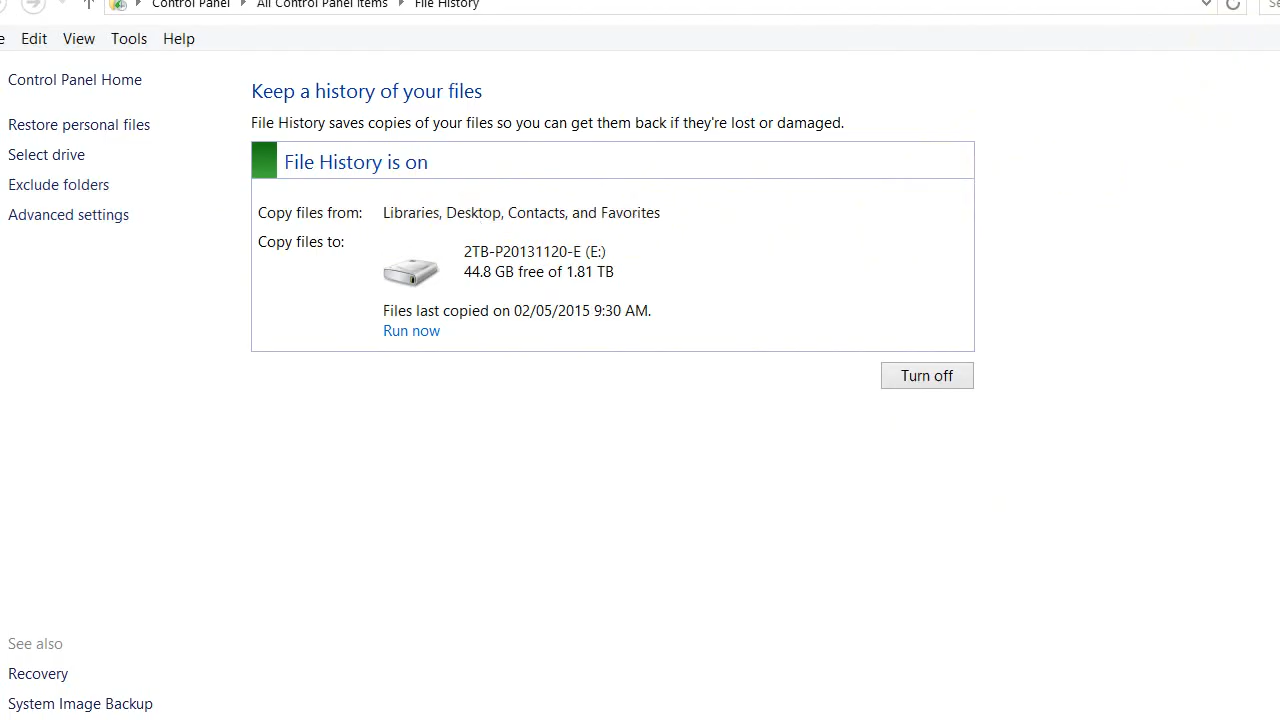 Control Panel All Control Panel Items File History
Edit View Tools Help
Control Panel Home
Restore personal files
Select drive
Exclude folders
Advanced settings
Keep a history of your files
File History saves copies of your files so you can get them back if they're lost or damaged.
File History is on
Copy files from: Libraries, Desktop, Contacts, and Favorites
Copy files to:
2TB-P20131120-E (E:)
44.8 GB free of 1.81 TB
Files last copied on 02/05/2015 9:30 AM.
Run now
Turn off
See also
Recovery
System Image Backup